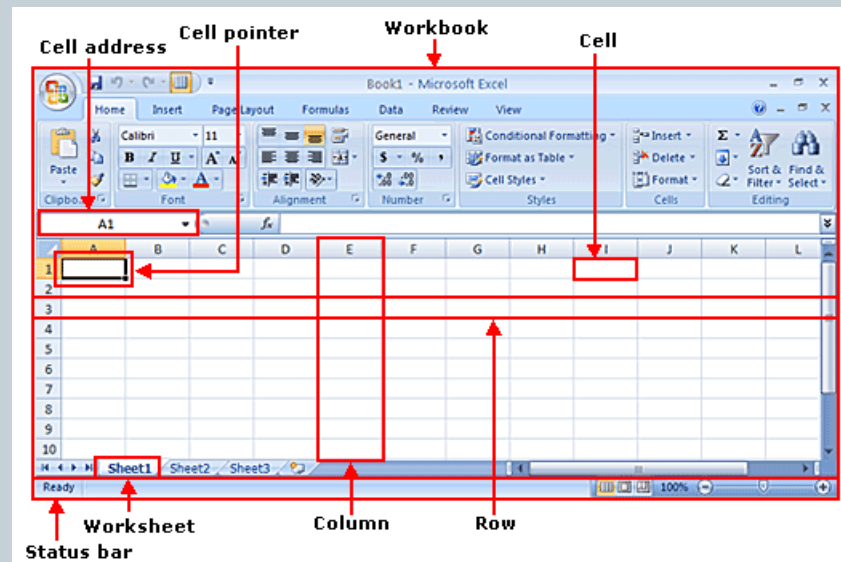 Cell address Cell pointer Workbook Cell
Book1 - Microsoft Excel
Home Insert Page Layout Formulas Data Review View
Calibri 11 General Conditional Formatting Insert Σ
Paste B I U A A $ % , Format as Table Delete Sort & Find &
Cell Styles Format Filter Select
Clipbo... Font Alignment Number Styles Cells Editing
A1 fx
A B C D E F G H I J K L
1
2
3
4
5
6
7
8
9
10
Sheet1 Sheet2 Sheet3
Ready 100%
Worksheet Column Row
Status bar